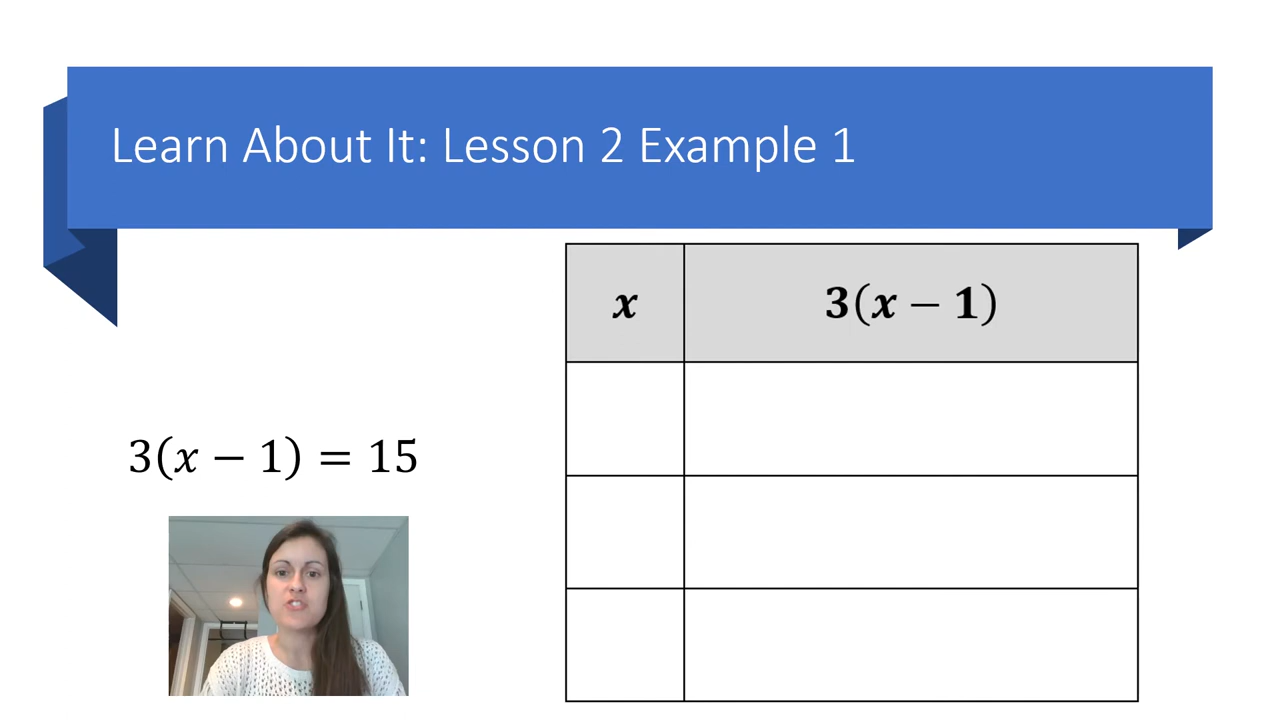 Learn About It: Lesson 2 Example 1
x 3(x − 1)
3(x − 1) = 15